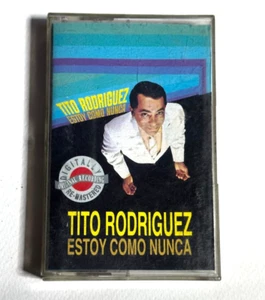 TITO RODRIGUEZ
ESTOY COMO NUNCA
DIGITALLY
RE-MASTERED
TITO RODRIGUEZ
ESTOY COMO NUNCA